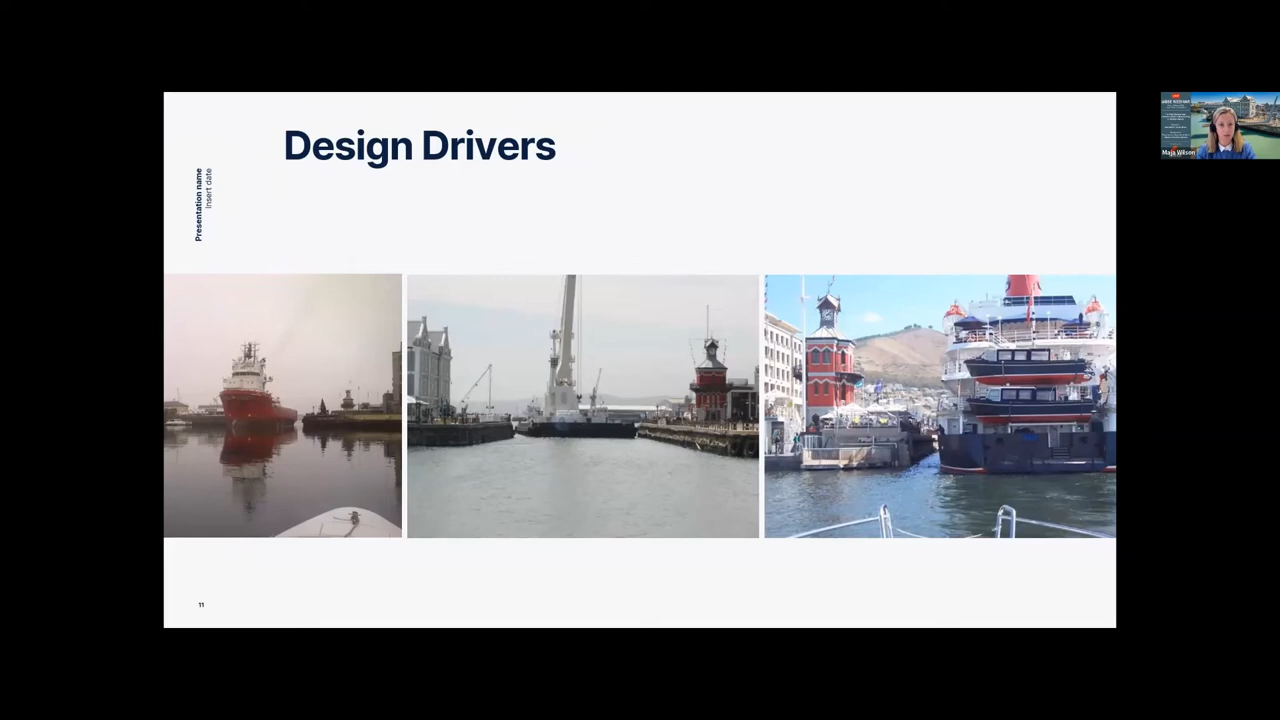 Design Drivers
Presentation name
Insert date
11
Maja Wilson